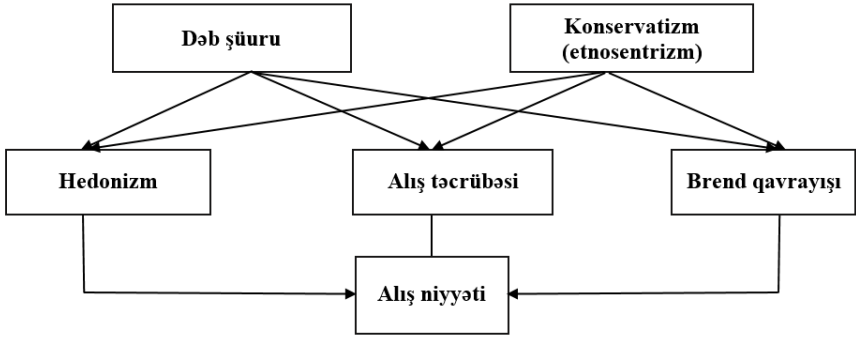 Dəb şüuru
Konservatizm
(etnosentrizm)
Hedonizm
Alış təcrübəsi
Brend qavrayışı
Alış niyyəti